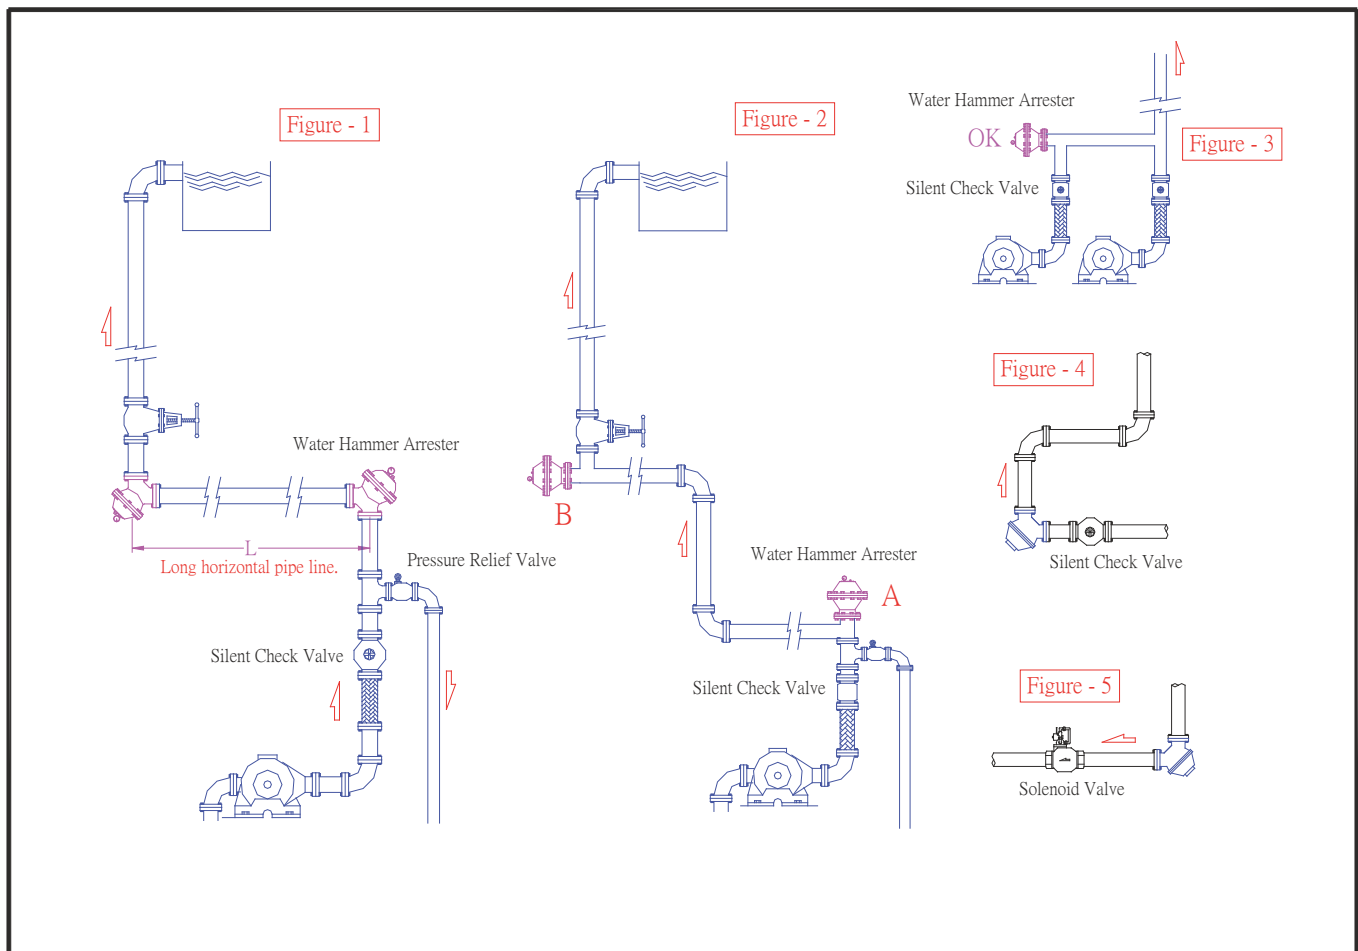 Figure - 1
Water Hammer Arrester
L
Long horizontal pipe line.
Pressure Relief Valve
Silent Check Valve
Figure - 2
B
Water Hammer Arrester
A
Silent Check Valve
Water Hammer Arrester
OK
Figure - 3
Silent Check Valve
Figure - 4
Silent Check Valve
Figure - 5
Solenoid Valve